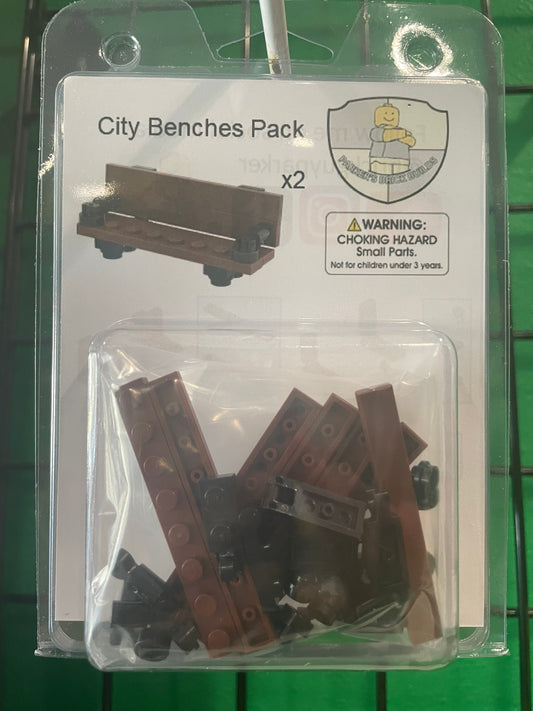 City Benches Pack
x2
PARKER'S BRICK BUILDS
WARNING:
CHOKING HAZARD
Small Parts.
Not for children under 3 years.